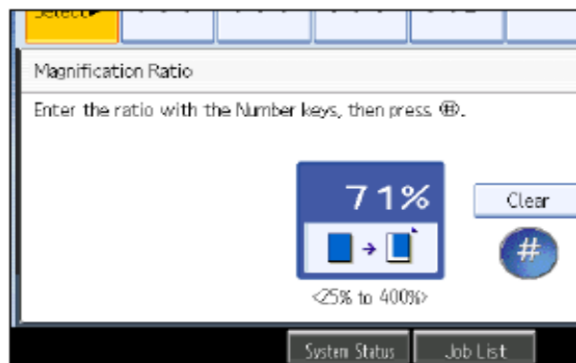 Select▶
Magnification Ratio
Enter the ratio with the Number keys, then press ⊞.
71%
Clear
#
<25% to 400%>
System Status
Job List